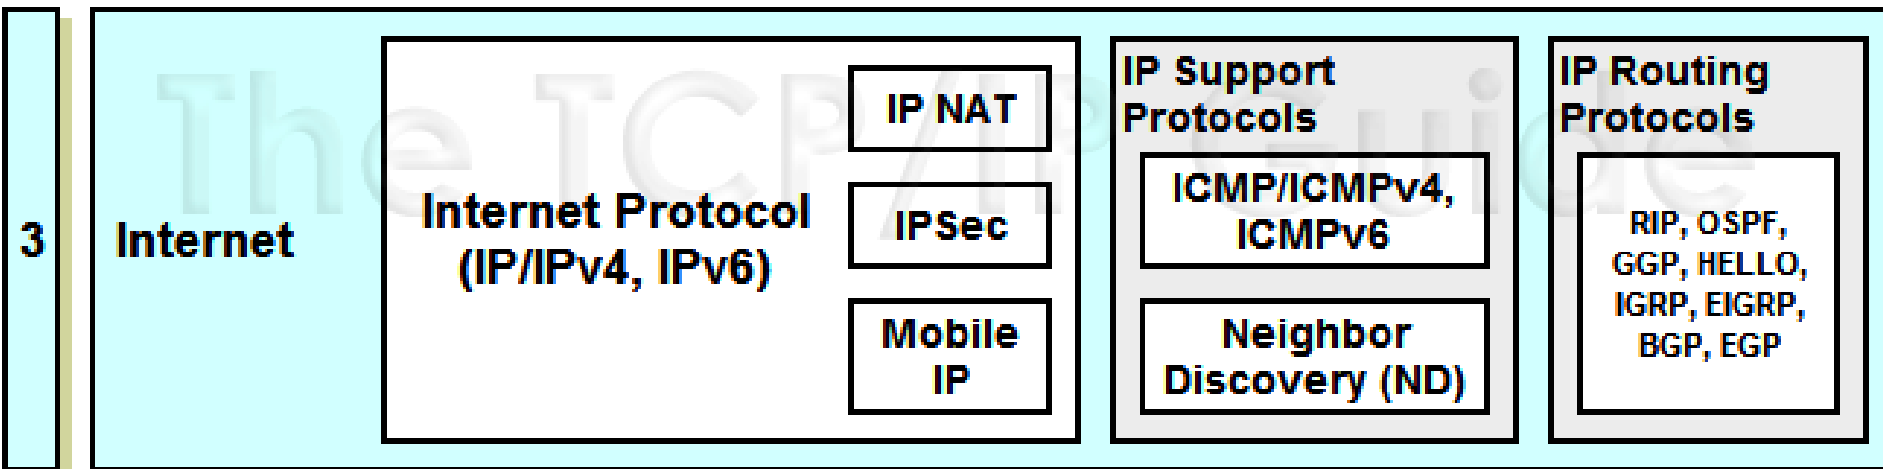 3
Internet
Internet Protocol
(IP/IPv4, IPv6)
IP NAT
IPSec
Mobile
IP
IP Support
Protocols
ICMP/ICMPv4,
ICMPv6
Neighbor
Discovery (ND)
IP Routing
Protocols
RIP, OSPF,
GGP, HELLO,
IGRP, EIGRP,
BGP, EGP
The TCP/IP Guide